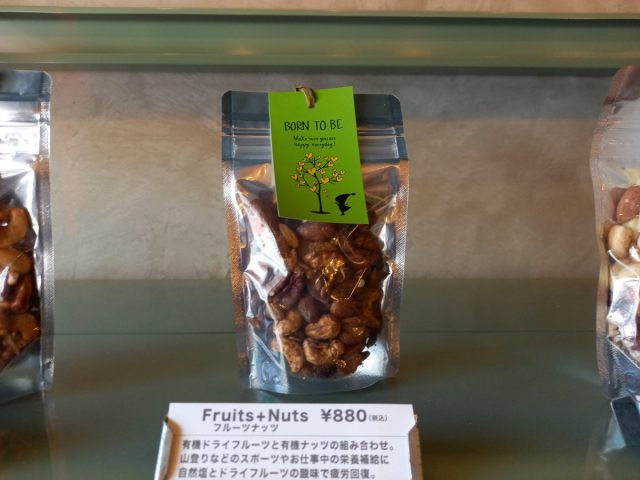 BORN TO BE
Make sure you are
happy everyday!
Fruits+Nuts ¥880(税込)
フルーツナッツ
有機ドライフルーツと有機ナッツの組み合わせ。
山登りなどのスポーツやお仕事中の栄養補給に
自然塩とドライフルーツの酸味で疲労回復。